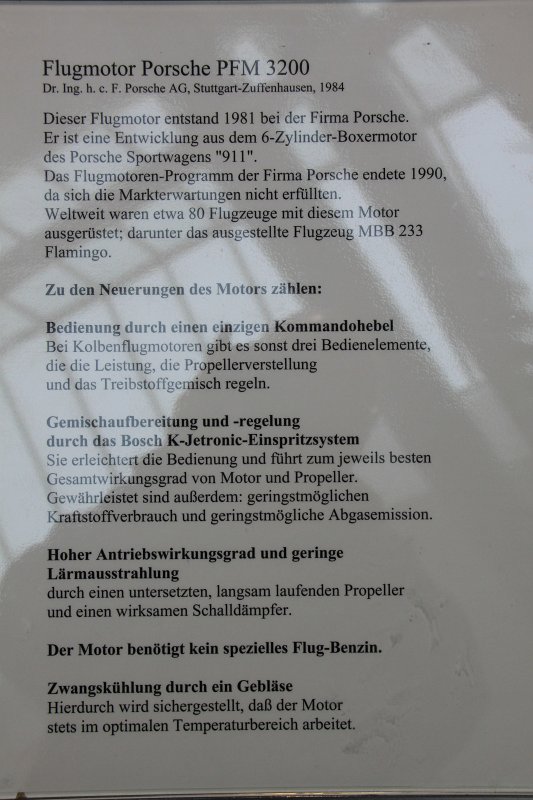 Flugmotor Porsche PFM 3200
Dr. Ing. h. c. F. Porsche AG, Stuttgart-Zuffenhausen, 1984
Dieser Flugmotor entstand 1981 bei der Firma Porsche.
Er ist eine Entwicklung aus dem 6-Zylinder-Boxermotor
des Porsche Sportwagens "911".
Das Flugmotoren-Programm der Firma Porsche endete 1990,
da sich die Markterwartungen nicht erfüllten.
Weltweit waren etwa 80 Flugzeuge mit diesem Motor
ausgerüstet; darunter das ausgestellte Flugzeug MBB 233
Flamingo.
Zu den Neuerungen des Motors zählen:
Bedienung durch einen einzigen Kommandohebel
Bei Kolbenflugmotoren gibt es sonst drei Bedienelemente,
die die Leistung, die Propellerverstellung
und das Treibstoffgemisch regeln.
Gemischaufbereitung und -regelung
durch das Bosch K-Jetronic-Einspritzsystem
Sie erleichtert die Bedienung und führt zum jeweils besten
Gesamtwirkungsgrad von Motor und Propeller.
Gewährleistet sind außerdem: geringstmöglichen
Kraftstoffverbrauch und geringstmögliche Abgasemission.
Hoher Antriebswirkungsgrad und geringe
Lärmausstrahlung
durch einen untersetzten, langsam laufenden Propeller
und einen wirksamen Schalldämpfer.
Der Motor benötigt kein spezielles Flug-Benzin.
Zwangskühlung durch ein Gebläse
Hierdurch wird sichergestellt, daß der Motor
stets im optimalen Temperaturbereich arbeitet.